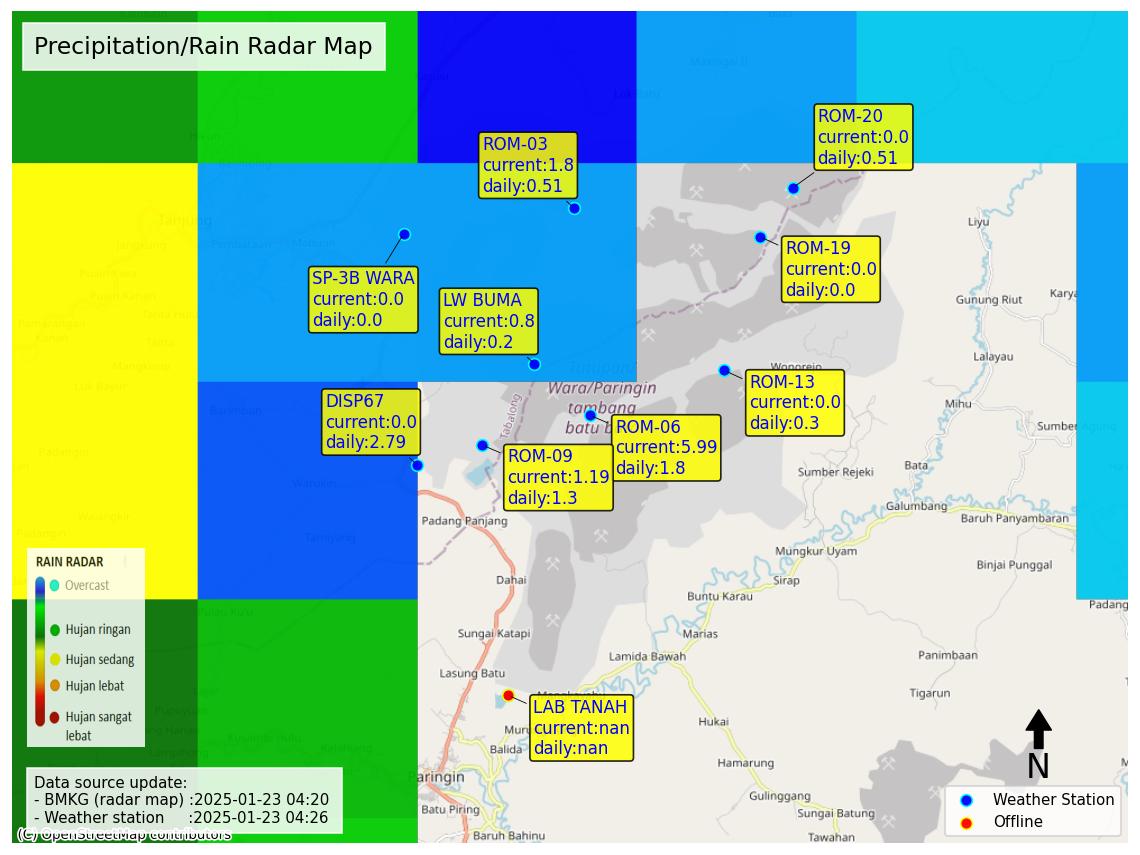 Precipitation/Rain Radar Map
ROM-20
current:0.0
daily:0.51
ROM-03
current:1.8
daily:0.51
ROM-19
current:0.0
daily:0.0
SP-3B WARA
current:0.0
daily:0.0
LW BUMA
current:0.8
daily:0.2
ROM-13
current:0.0
daily:0.3
DISP67
current:0.0
daily:2.79
ROM-06
current:5.99
daily:1.8
ROM-09
current:1.19
daily:1.3
LAB TANAH
current:nan
daily:nan
Tanjung
Liyu
Gunung Riut
Karya
Lalayau
Wonorejo
Mihu
Sumber Agung
Wara/Paringin
tambang
Tabalong
Bata
Sumber Rejeki
Galumbang
Baruh Panyambaran
Padang Panjang
Mungkur Uyam
Binjai Punggal
Dahai
Sirap
Buntu Karau
Padang
Sungai Katapi
Marias
Lamida Bawah
Panimbaan
Lasung Batu
Tigarun
Hukai
Balida
Hamarung
Paringin
Gulinggang
Batu Piring
Sungai Batung
Baruh Bahinu
Tawahan
RAIN RADAR
Overcast
Hujan ringan
Hujan sedang
Hujan lebat
Hujan sangat
lebat
Data source update:
- BMKG (radar map) :2025-01-23 04:20
- Weather station :2025-01-23 04:26
(C) OpenStreetMap contributors
N
Weather Station
Offline